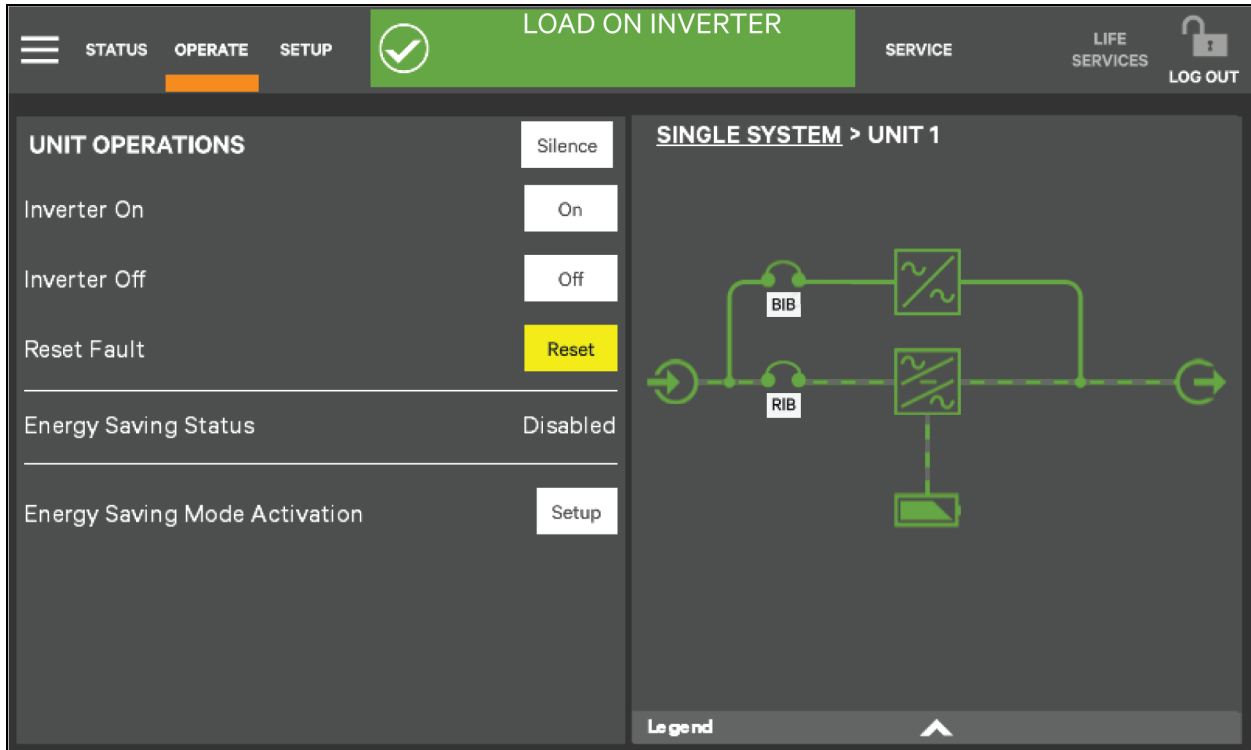 STATUS OPERATE SETUP
LOAD ON INVERTER
SERVICE
LIFE
SERVICES
LOG OUT
UNIT OPERATIONS
Silence
Inverter On
On
Inverter Off
Off
Reset Fault
Reset
Energy Saving Status
Disabled
Energy Saving Mode Activation
Setup
SINGLE SYSTEM > UNIT 1
BIB
RIB
Legend